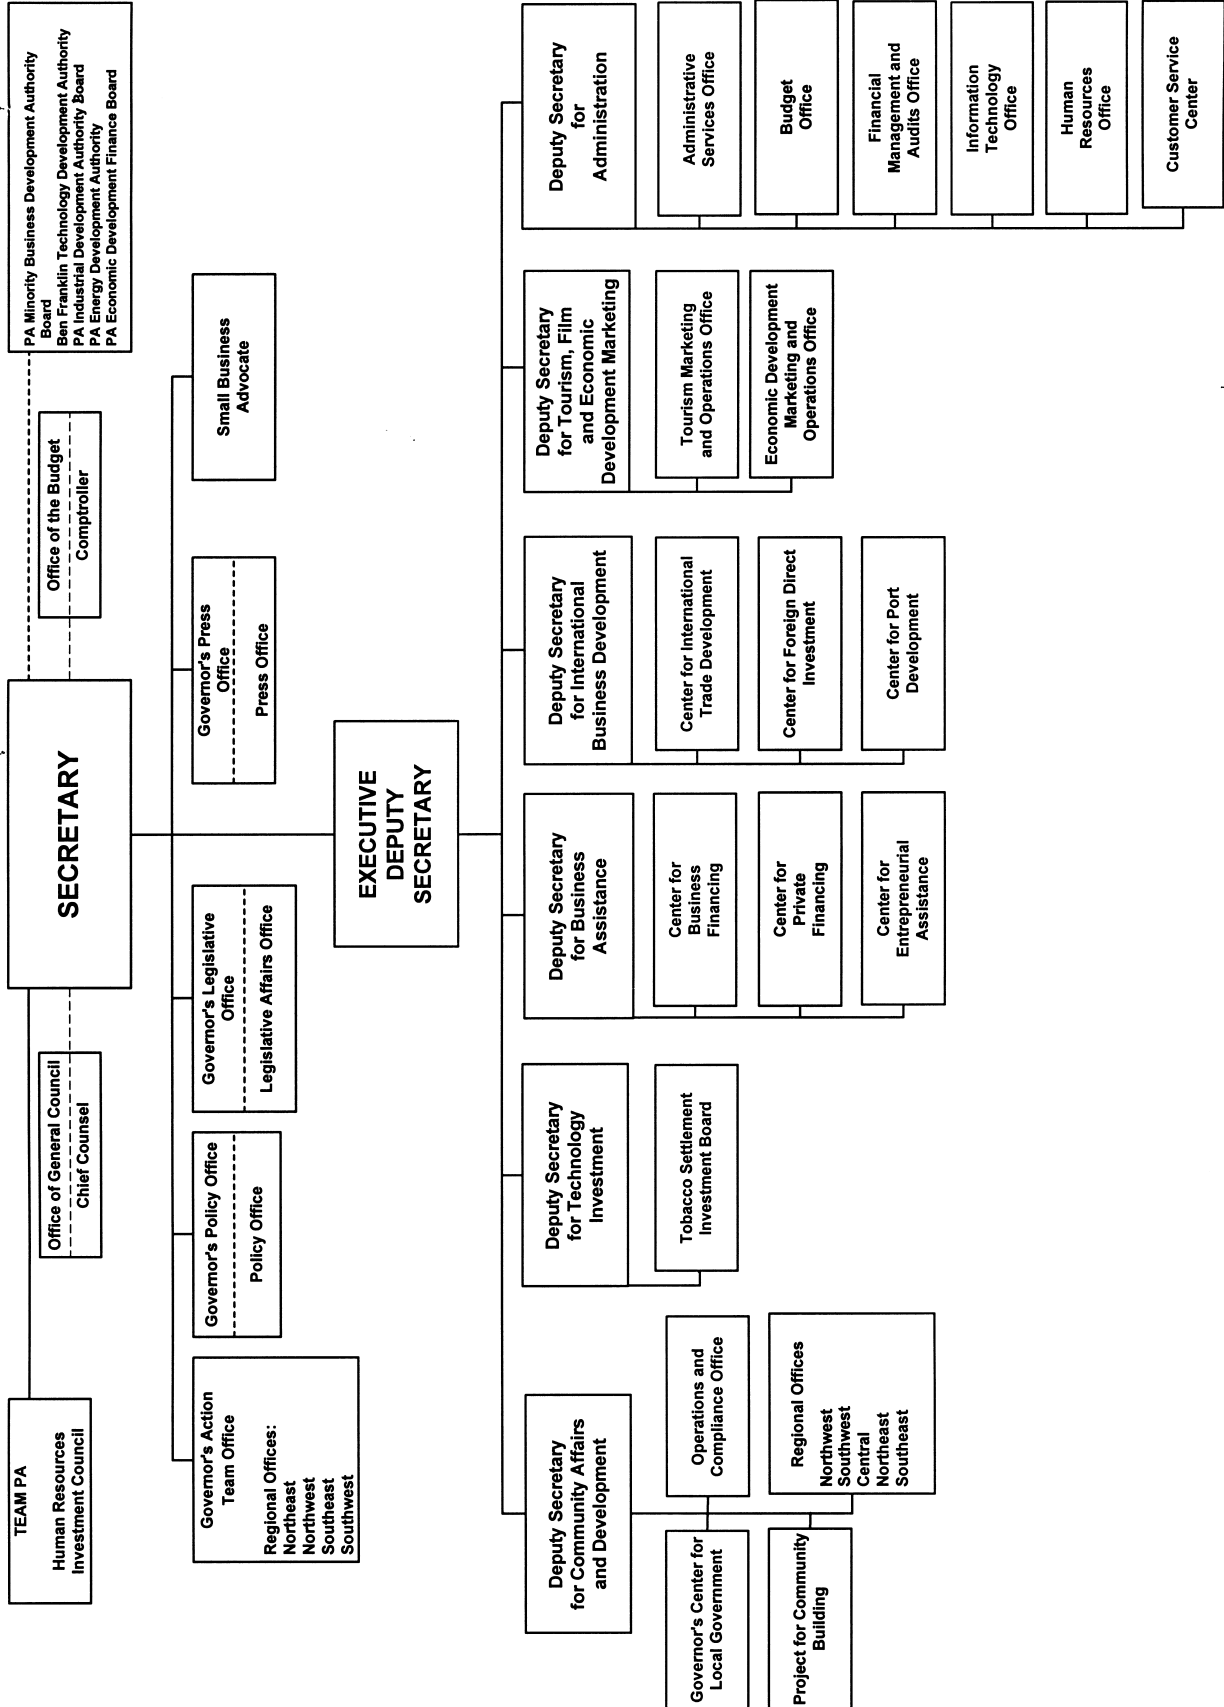 TEAM PA
Human Resources
Investment Council
Office of General Council
Chief Counsel
SECRETARY
Office of the Budget
Comptroller
PA Minority Business Development Authority
Board
Ben Franklin Technology Development Authority
PA Industrial Development Authority Board
PA Energy Development Authority
PA Economic Development Finance Board
Governor's Action
Team Office
Regional Offices:
Northeast
Northwest
Southeast
Southwest
Governor's Policy Office
Policy Office
Governor's Legislative
Office
Legislative Affairs Office
Governor's Press
Office
Press Office
Small Business
Advocate
EXECUTIVE
DEPUTY
SECRETARY
Deputy Secretary
for Community Affairs
and Development
Governor's Center for
Local Government
Operations and
Compliance Office
Project for Community
Building
Regional Offices
Northwest
Southwest
Central
Northeast
Southeast
Deputy Secretary
for Technology
Investment
Tobacco Settlement
Investment Board
Deputy Secretary
for Business
Assistance
Center for
Business
Financing
Center for
Private
Financing
Center for
Entrepreneurial
Assistance
Deputy Secretary
for International
Business Development
Center for International
Trade Development
Center for Foreign Direct
Investment
Center for Port
Development
Deputy Secretary
for Tourism, Film
and Economic
Development Marketing
Tourism Marketing
and Operations Office
Economic Development
Marketing and
Operations Office
Deputy Secretary
for
Administration
Administrative
Services Office
Budget
Office
Financial
Management and
Audits Office
Information
Technology
Office
Human
Resources
Office
Customer Service
Center